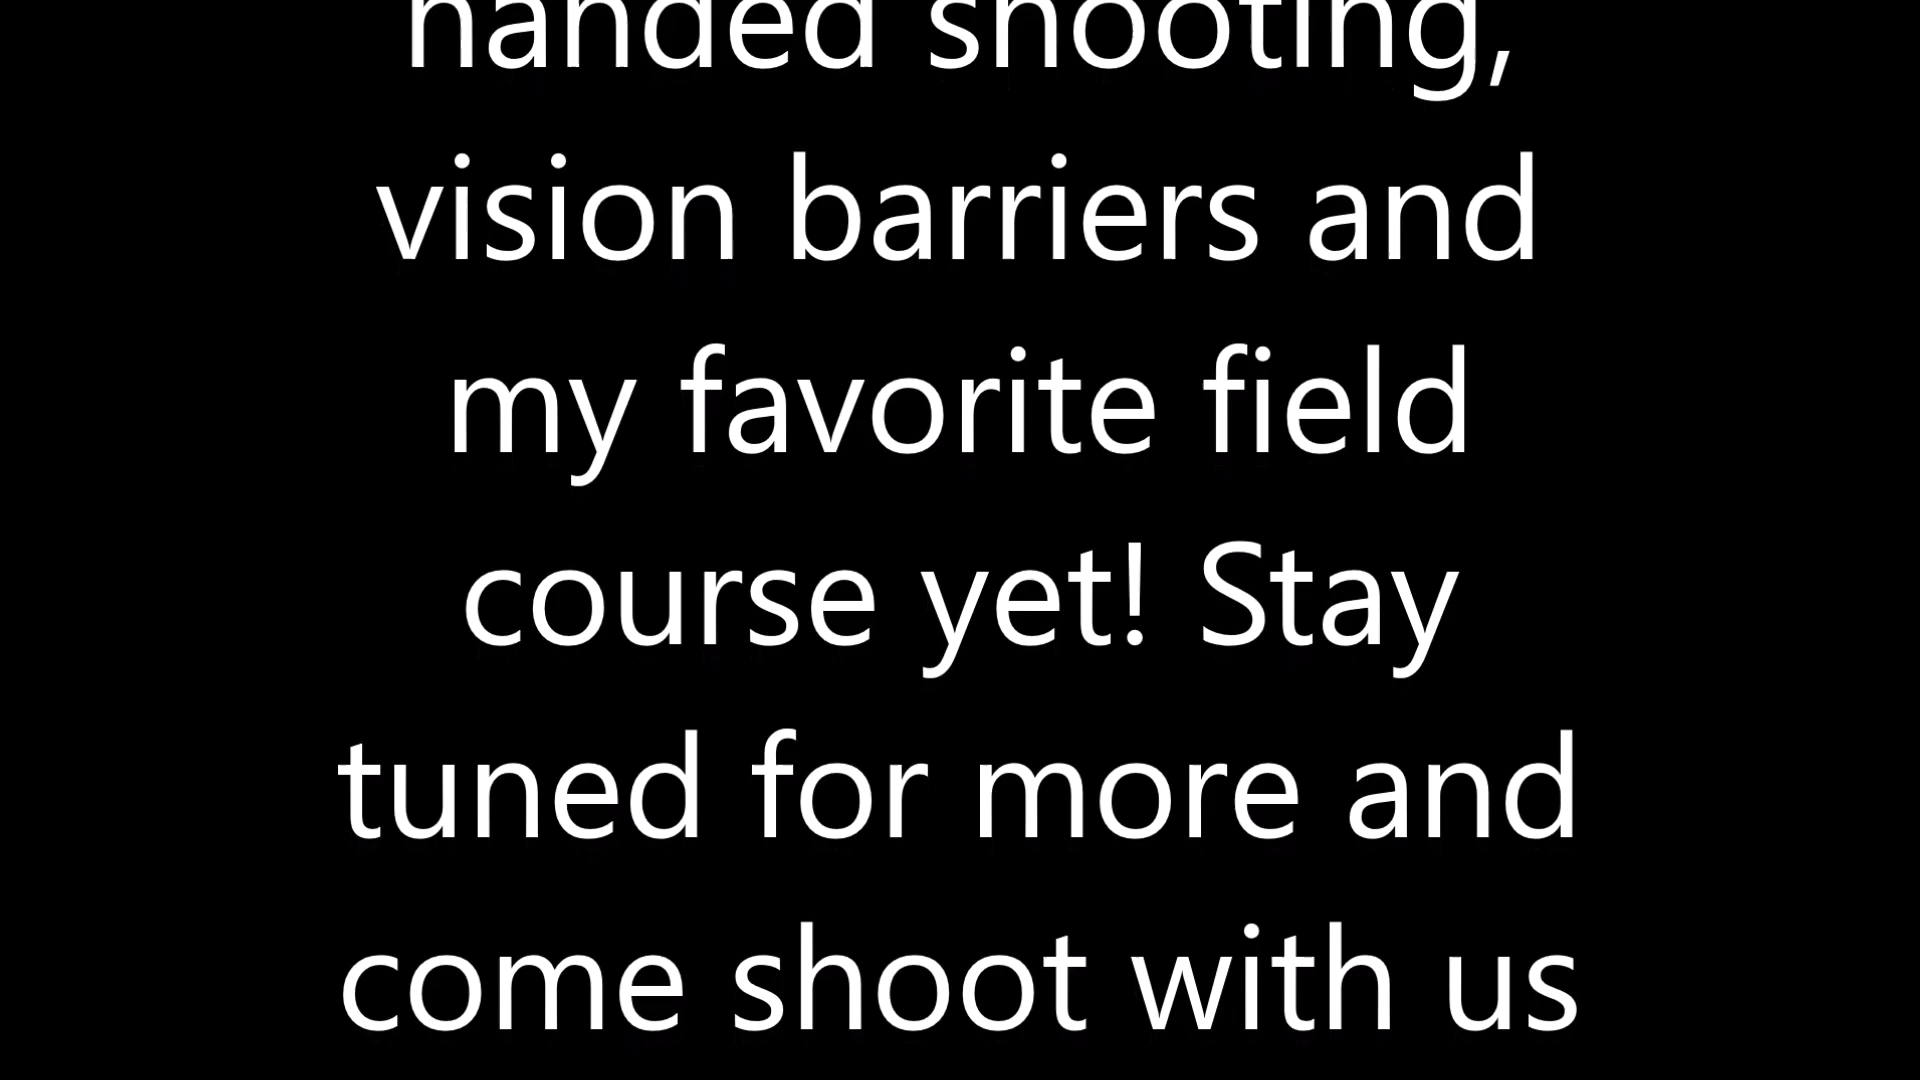 handed shooting,
vision barriers and
my favorite field
course yet! Stay
tuned for more and
come shoot with us